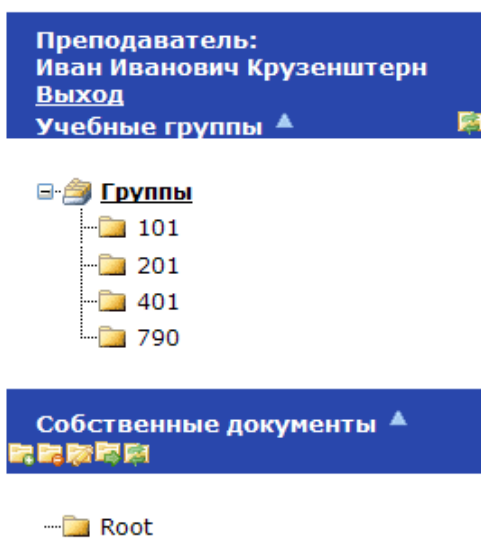 Преподаватель:
Иван Иванович Крузенштерн
Выход
Учебные группы
Группы
101
201
401
790
Собственные документы
Root